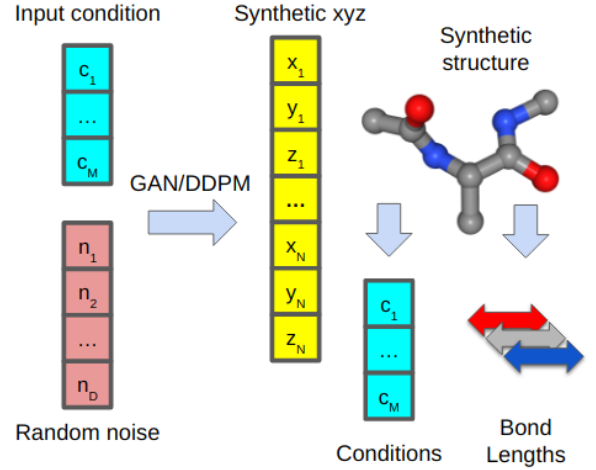 Input condition
c1
...
cM
n1
n2
...
nD
Random noise
GAN/DDPM
Synthetic xyz
x1
y1
z1
...
xN
yN
zN
Synthetic
structure
c1
...
cM
Conditions
Bond
Lengths